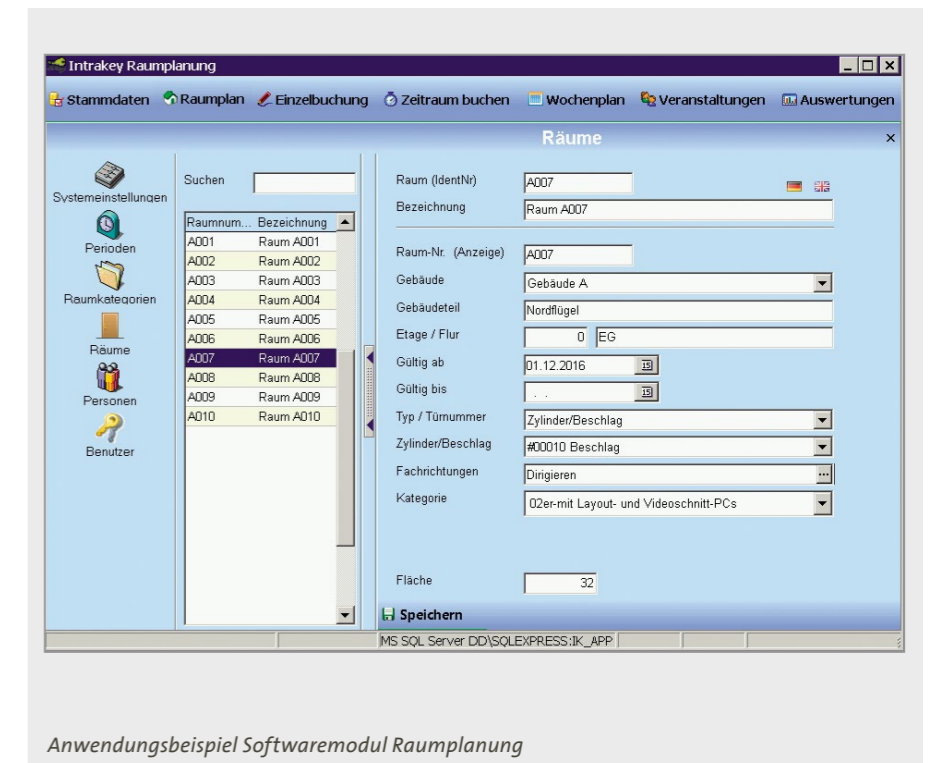 Intrakey Raumplanung
Stammdaten Raumplan Einzelbuchung Zeitraum buchen Wochenplan Veranstaltungen Auswertungen
Räume
Systemeinstellungen
Perioden
Raumkategorien
Räume
Personen
Benutzer
Suchen
Raumnum... Bezeichnung
A001 Raum A001
A002 Raum A002
A003 Raum A003
A004 Raum A004
A005 Raum A005
A006 Raum A006
A007 Raum A007
A008 Raum A008
A009 Raum A009
A010 Raum A010
Raum (IdentNr) A007
Bezeichnung Raum A007
Raum-Nr. (Anzeige) A007
Gebäude Gebäude A
Gebäudeteil Nordflügel
Etage / Flur 0 EG
Gültig ab 01.12.2016 15
Gültig bis . . 15
Typ / Türnummer Zylinder/Beschlag
Zylinder/Beschlag #00010 Beschlag
Fachrichtungen Dirigieren ...
Kategorie 02er-mit Layout- und Videoschnitt-PCs
Fläche 32
Speichern
MS SQL Server DD\SQLEXPRESS:IK_APP
Anwendungsbeispiel Softwaremodul Raumplanung